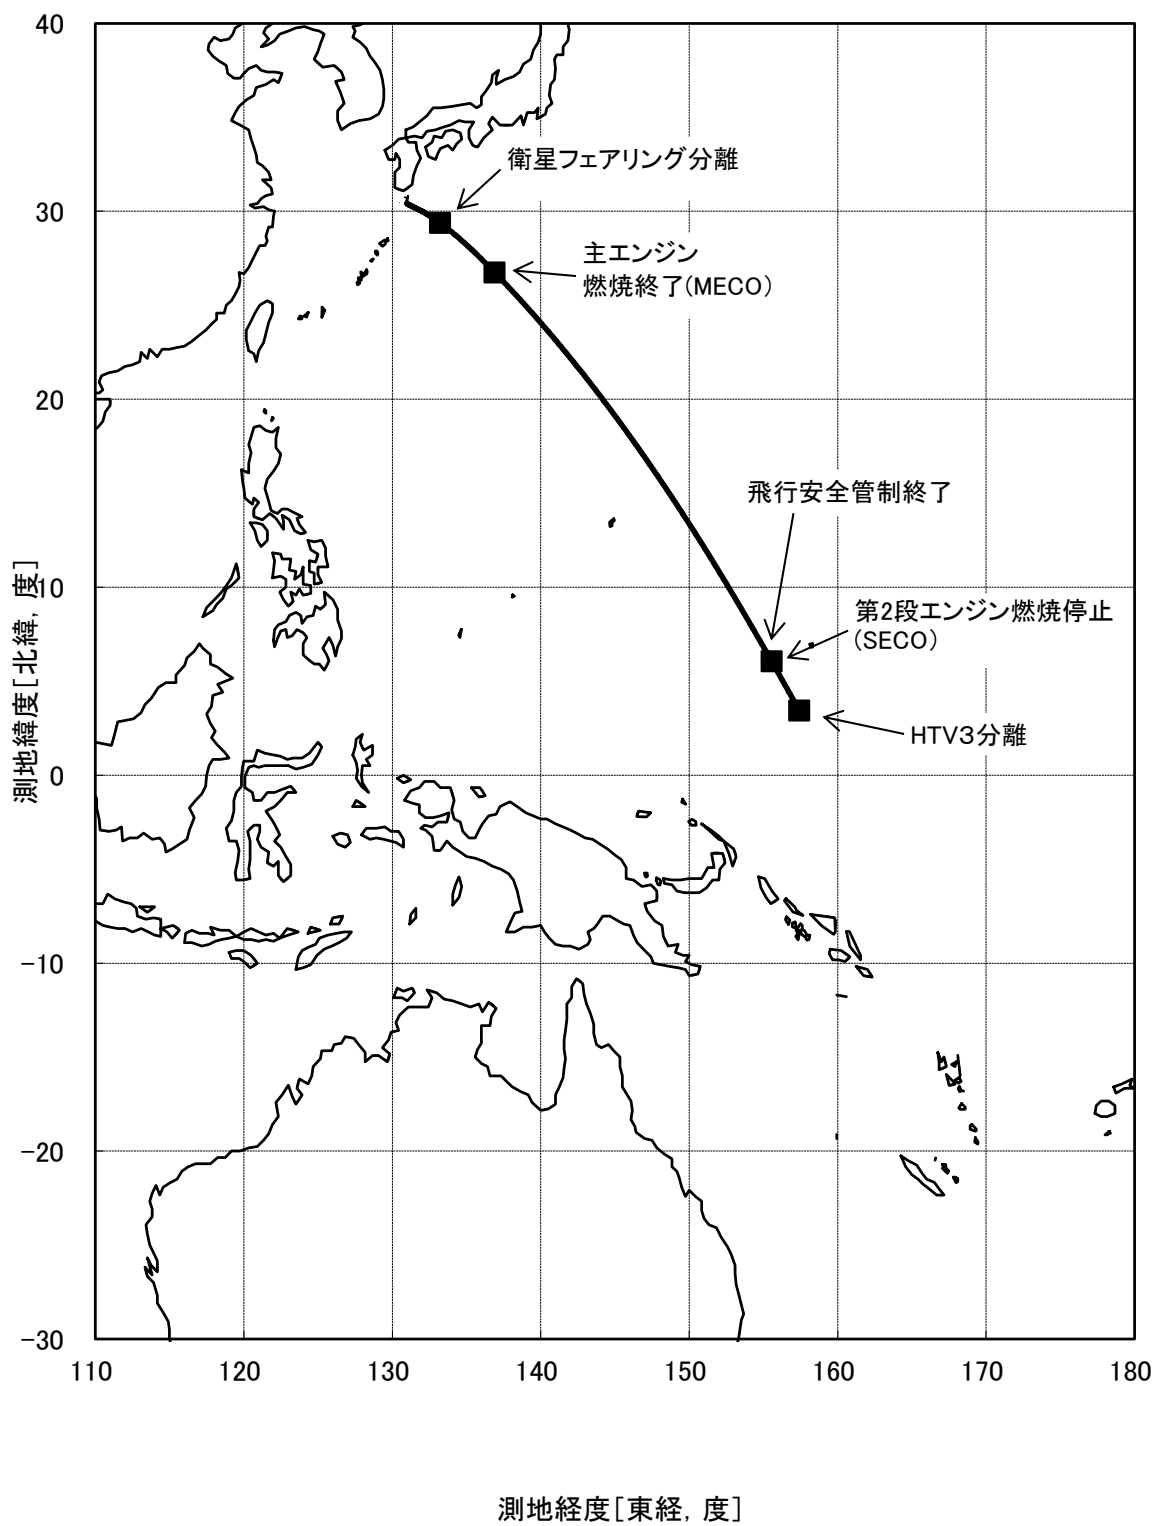 40
30
20
10
0
-10
-20
-30
測地緯度[北緯, 度]
衛星フェアリング分離
主エンジン
燃焼終了(MECO)
飛行安全管制終了
第2段エンジン燃焼停止
(SECO)
HTV3分離
110 120 130 140 150 160 170 180
測地経度[東経, 度]